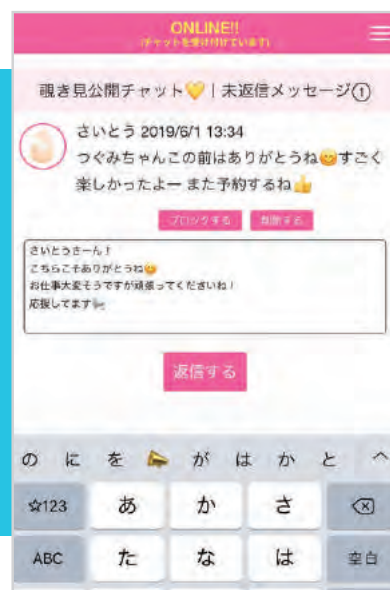 ONLINE!!
(チャットを受け付けています)
覗き見公開チャット💛｜未返信メッセージ①
さいとう 2019/6/1 13:34
つぐみちゃんこの前はありがとうね😊すごく
楽しかったよー また予約するね👍
ブロックする 削除する
さいとうさーん！
こちらこそありがとうね😊
お仕事大変そうですが頑張ってくださいね！
応援してます
返信する
の に を 📣 が は か と ^
☆123 あ か さ
ABC た な は 空白